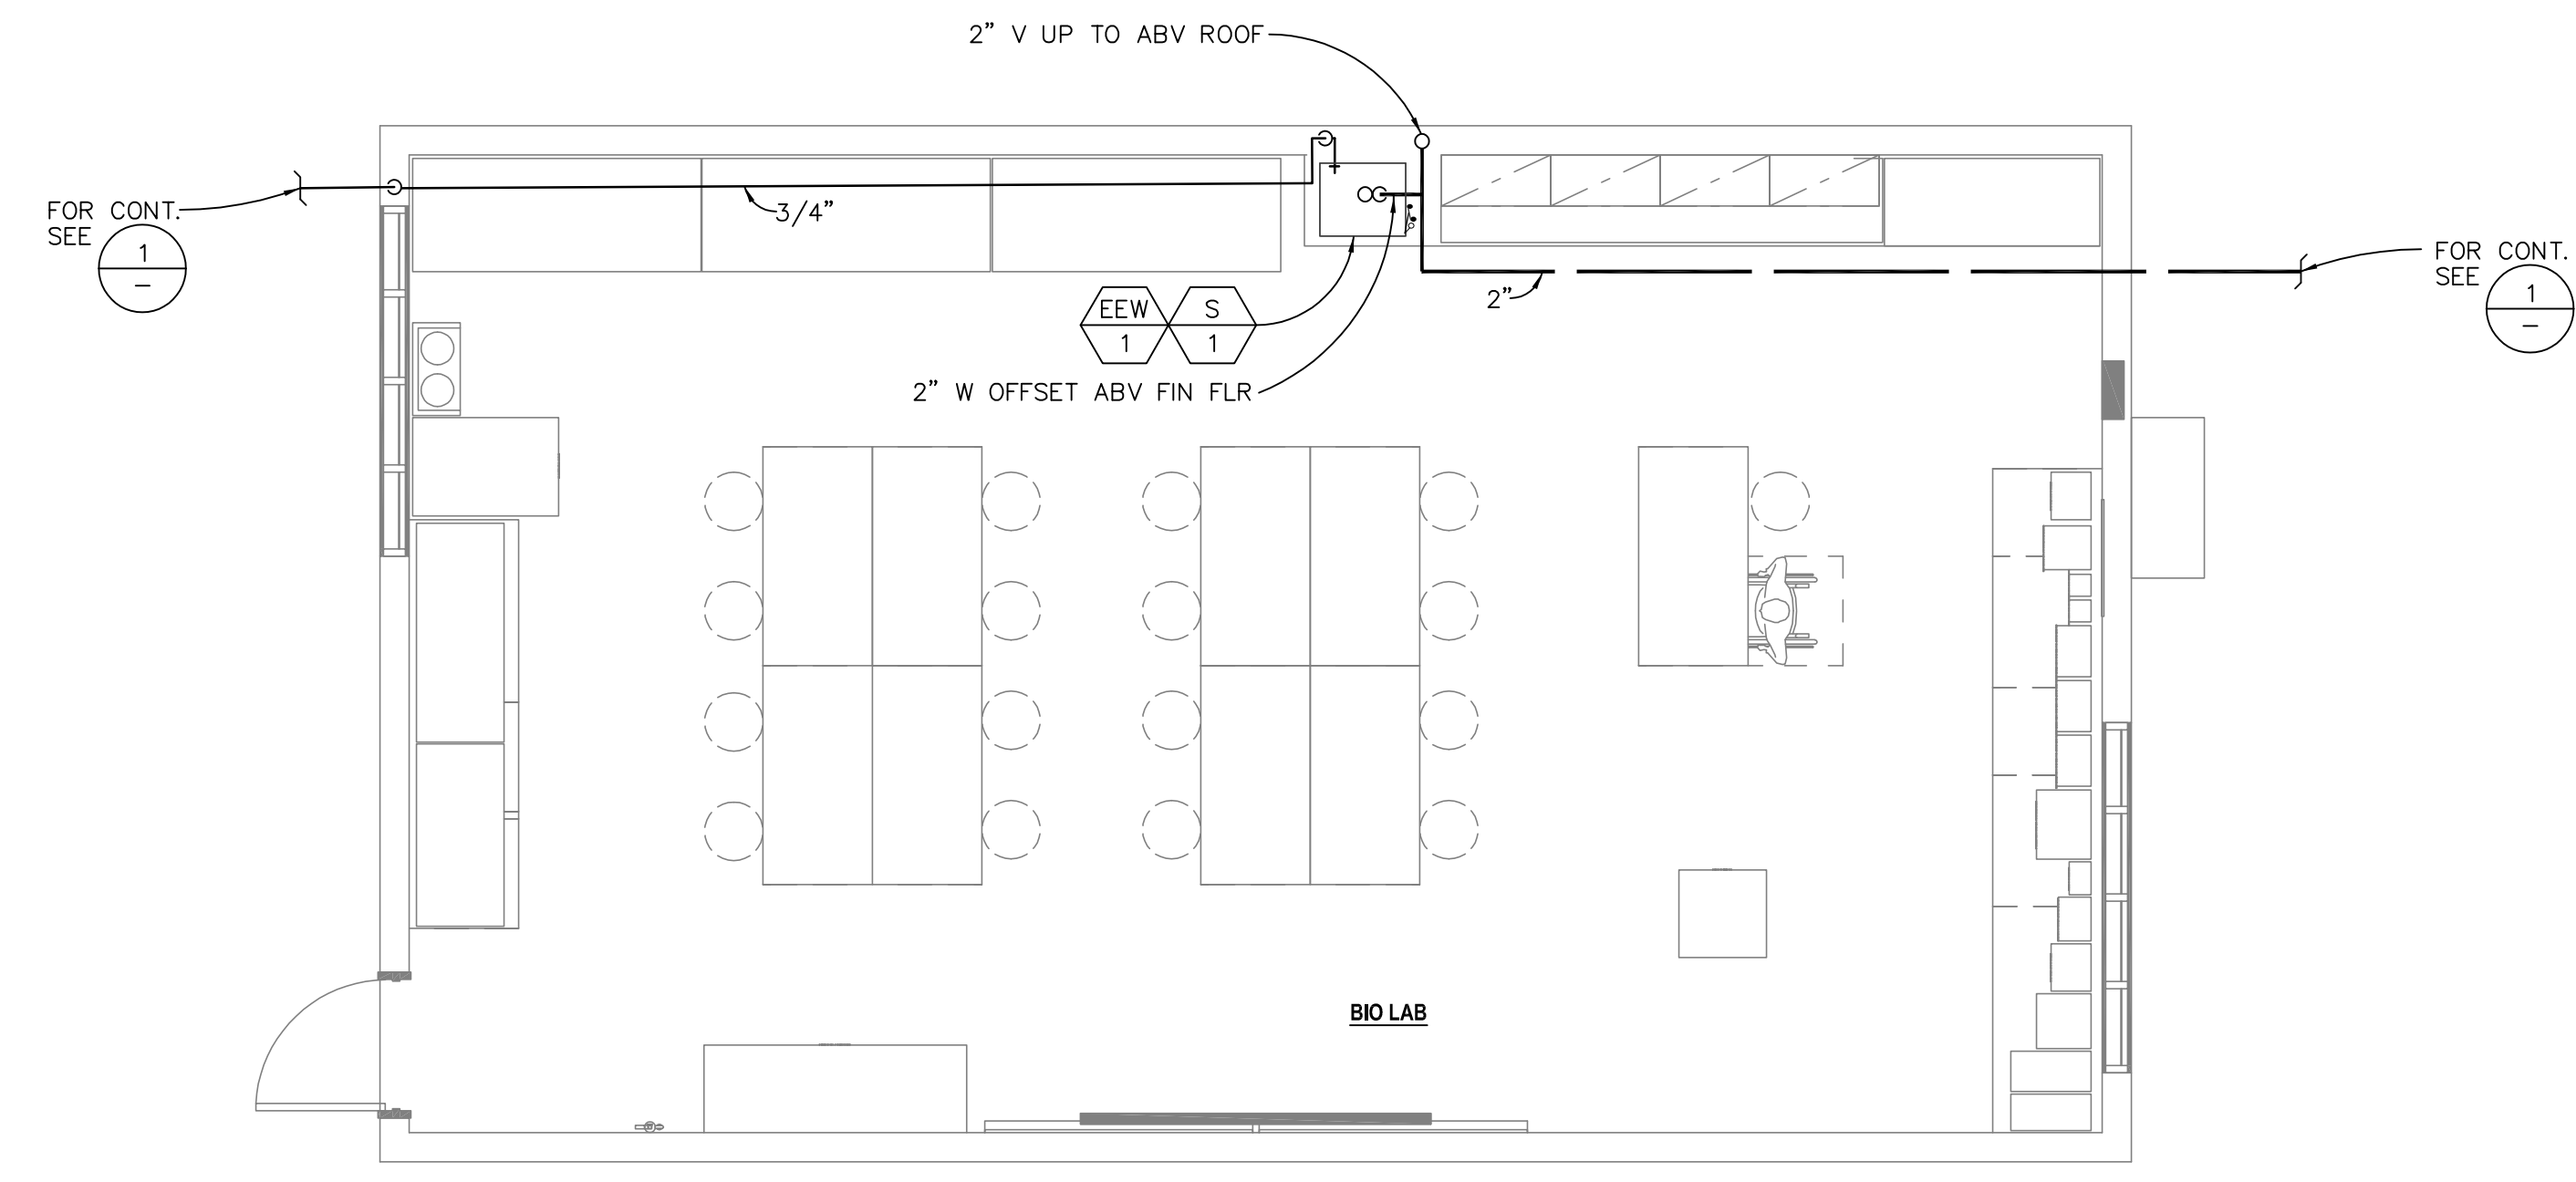 2" V UP TO ABV ROOF
FOR CONT.
SEE
1
–
3/4"
FOR CONT.
SEE
1
–
2"
EEW
1
S
1
2" W OFFSET ABV FIN FLR
BIO LAB